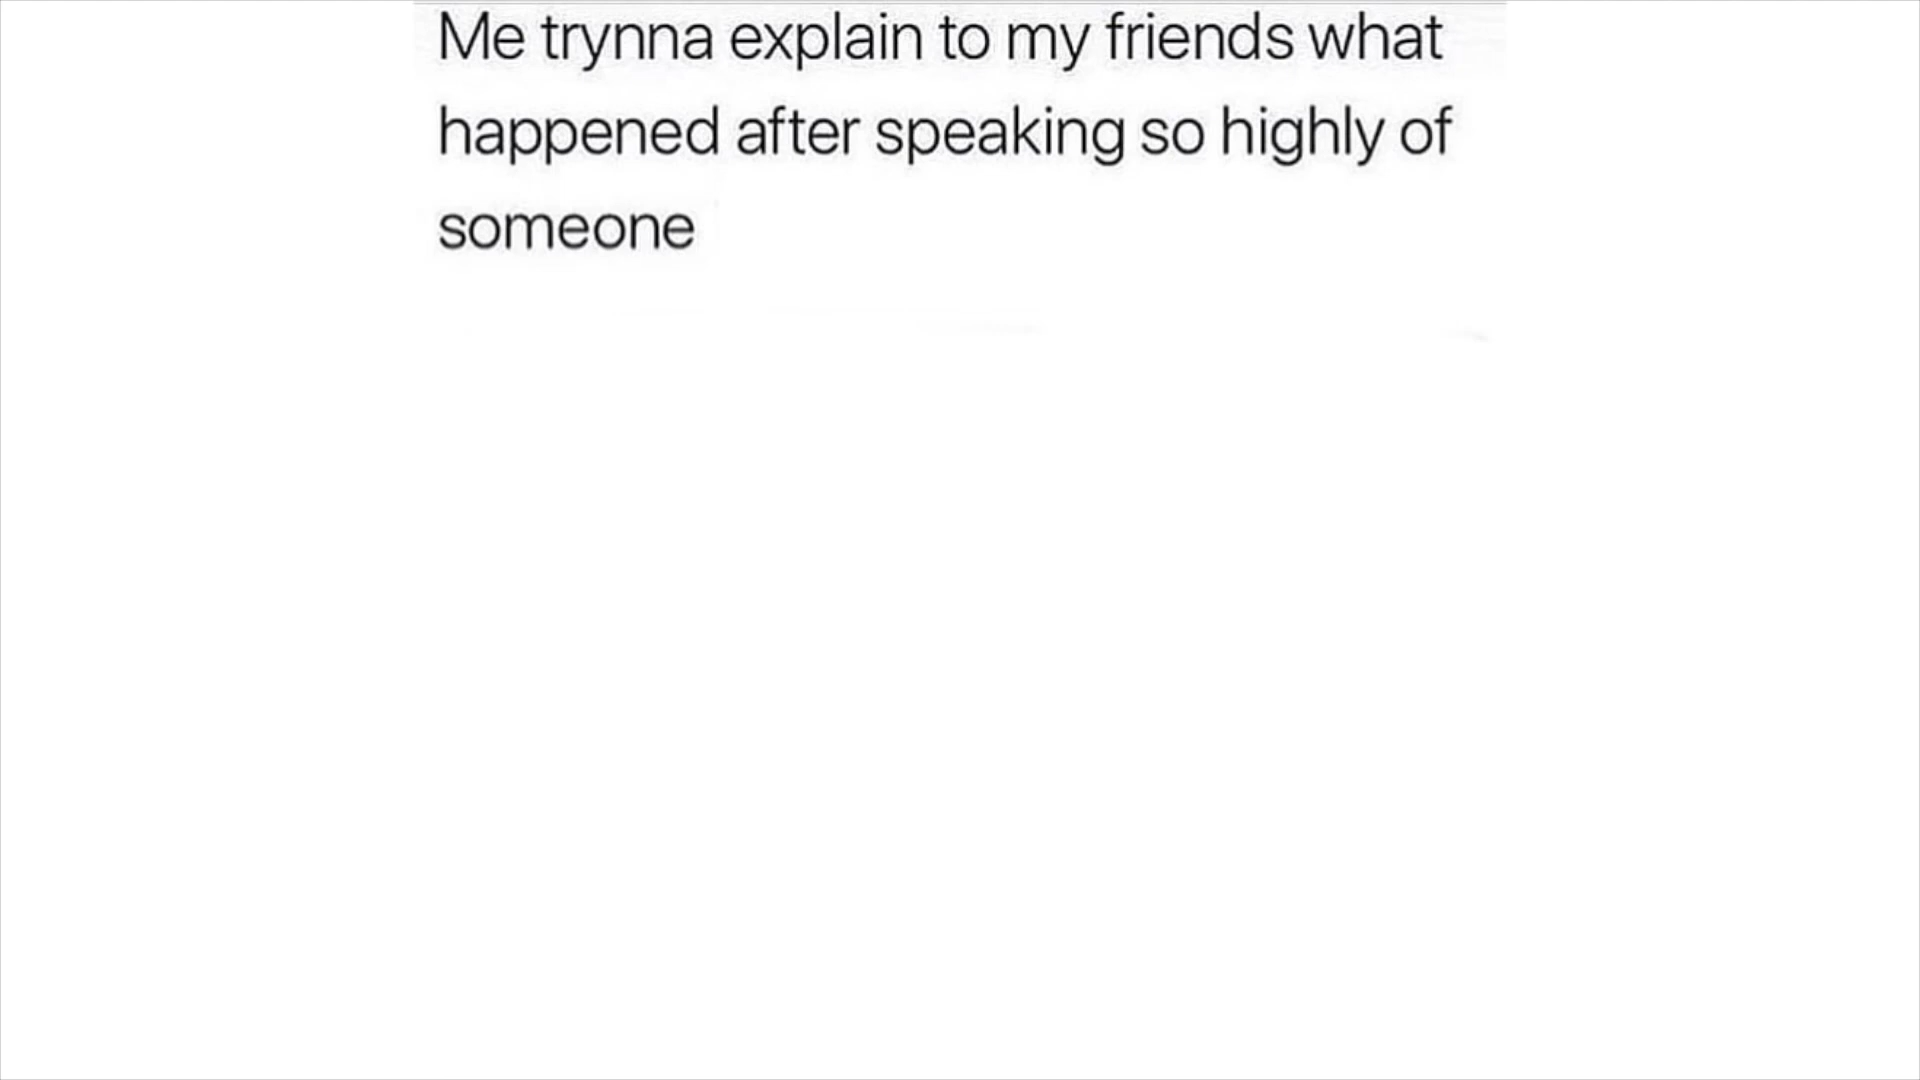 Me trynna explain to my friends what
happened after speaking so highly of
someone